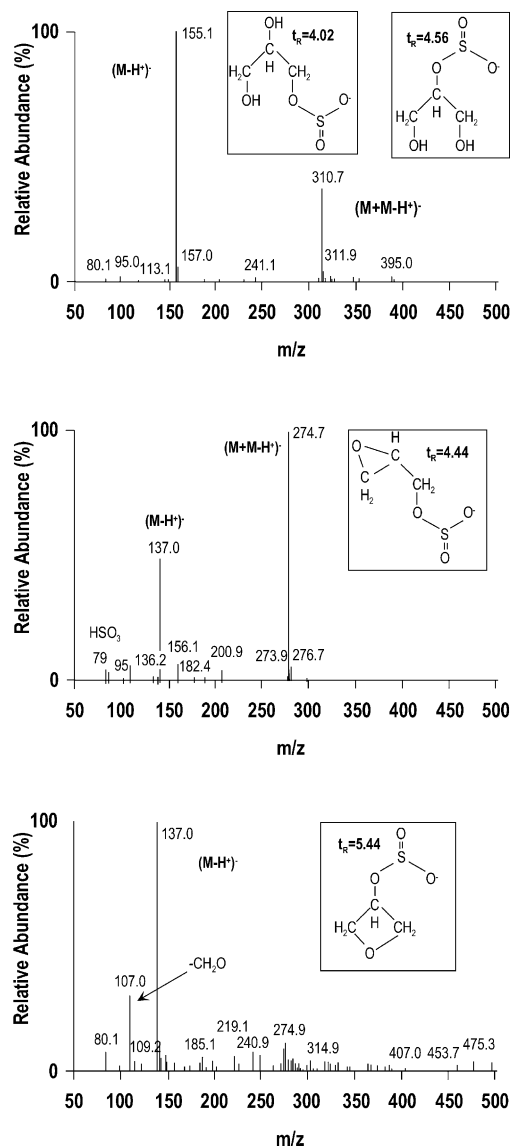 Relative Abundance (%)
100
0
155.1
(M-H⁺)⁻
80.1
95.0
113.1
157.0
241.1
310.7
(M+M-H⁺)⁻
311.9
395.0
tR=4.02
OH
C
H
H₂C
CH₂
OH
O
O⁻
S
O
tR=4.56
O
S
O
O⁻
C
H
H₂C
CH₂
OH
OH
50 100 150 200 250 300 350 400 450 500
m/z
Relative Abundance (%)
100
0
(M+M-H⁺)⁻
274.7
(M-H⁺)⁻
137.0
HSO₃
79
95
136.2
156.1
182.4
200.9
273.9
276.7
tR=4.44
H
O
C
C
H₂
CH₂
O
O⁻
S
O
50 100 150 200 250 300 350 400 450 500
m/z
Relative Abundance (%)
100
0
137.0
(M-H⁺)⁻
-CH₂O
107.0
80.1
109.2
185.1
219.1
240.9
274.9
314.9
407.0
453.7
475.3
tR=5.44
O
S
O
O⁻
C
H
H₂C
CH₂
O
50 100 150 200 250 300 350 400 450 500
m/z